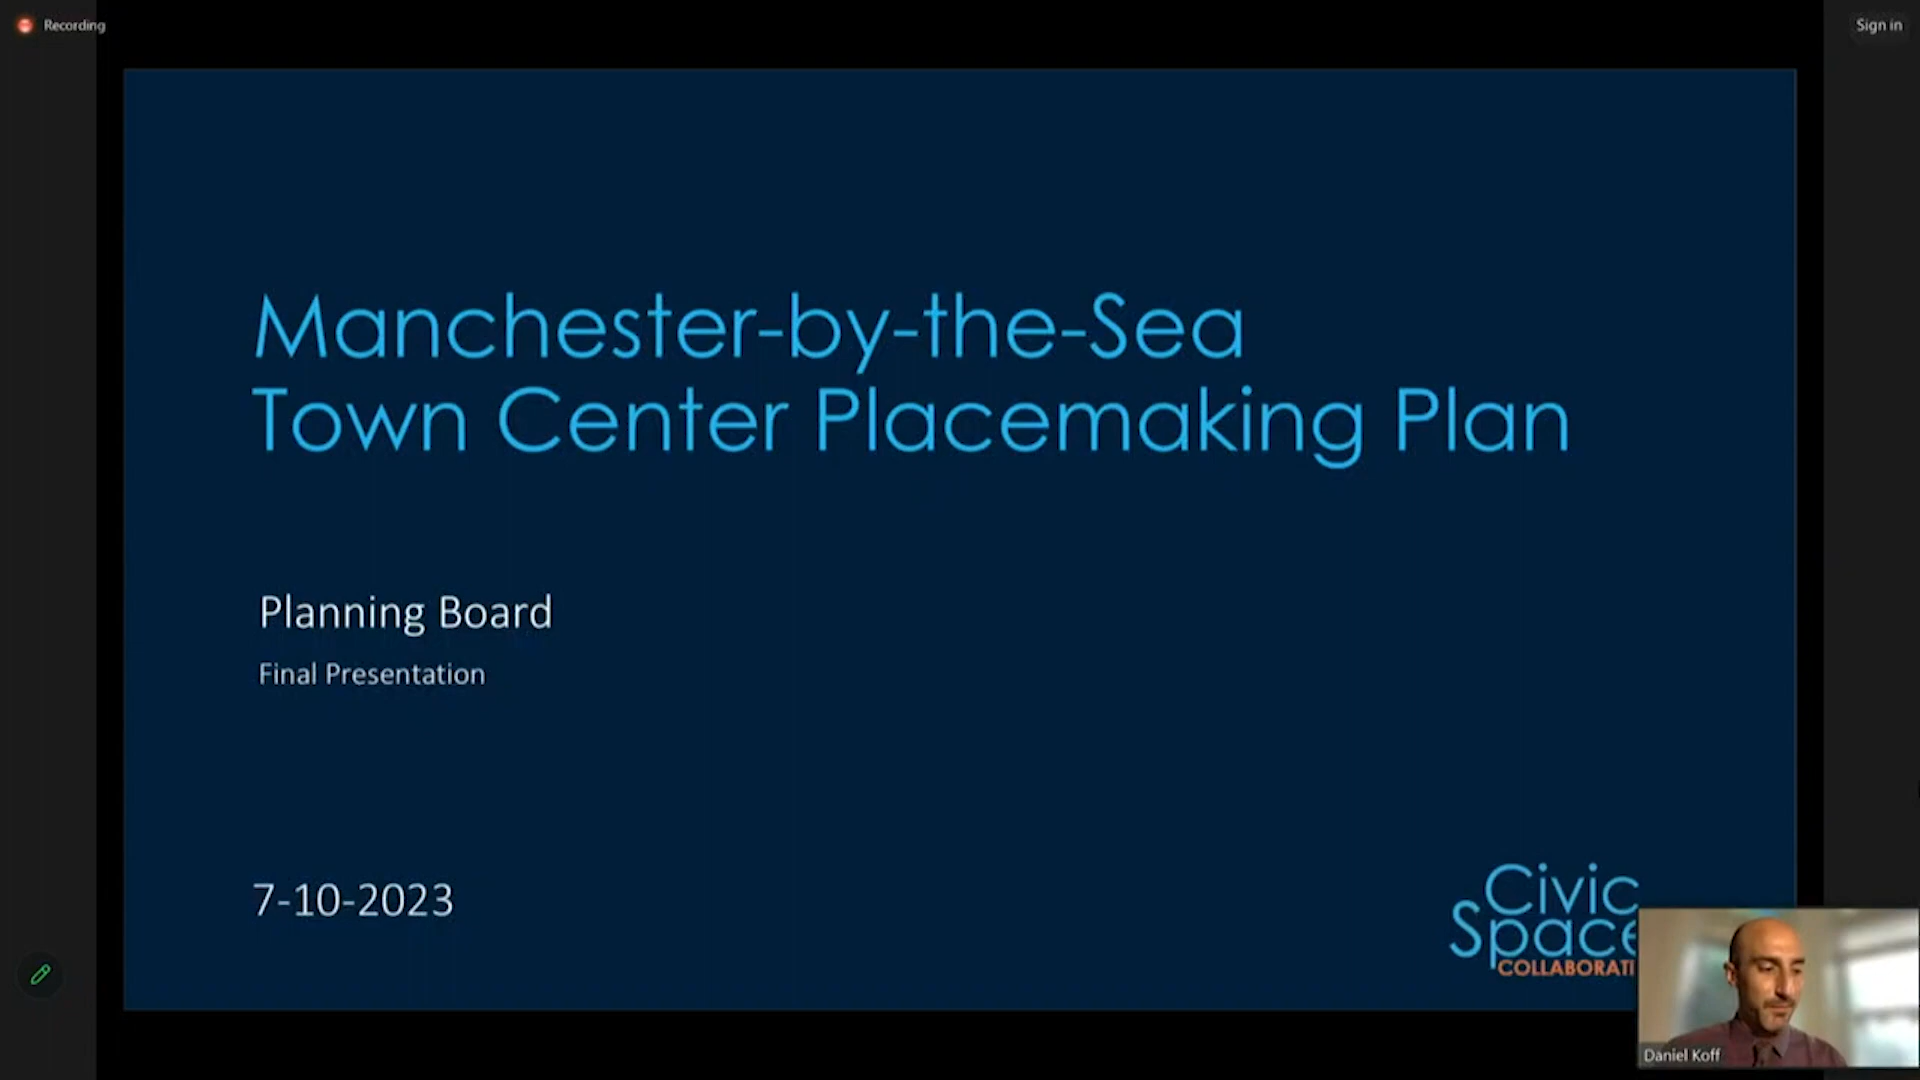 Recording
Sign in
Manchester-by-the-Sea
Town Center Placemaking Plan
Planning Board
Final Presentation
7-10-2023
Civic
Space
COLLABORATI
Daniel Koff